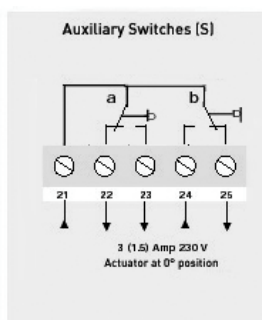 Auxiliary Switches (S)
a b
21 22 23 24 25
3 (1.5) Amp 230 V
Actuator at 0° position